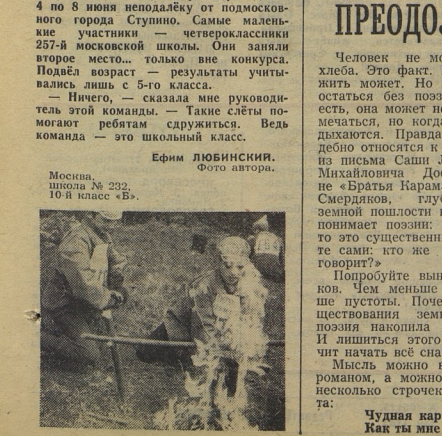 4 по 8 июня неподалёку от подмосков-
ного города Ступино. Самые малень-
кие участники — четвероклассники
257-й московской школы. Они заняли
второе место... только вне конкурса.
Подвёл возраст — результаты учиты-
вались лишь с 5-го класса.
— Ничего, — сказала мне руководи-
тель этой команды. — Такие слёты по-
могают ребятам сдружиться. Ведь
команда — это школьный класс.
Ефим ЛЮБИНСКИЙ.
Фото автора.
Москва,
школа № 232,
10-й класс «Б».
ПРЕОДОЛ
Человек не мо
хлеба. Это факт.
жить может. Но
остаться без поэз
есть, она может не
мечаться, но когда
дыхаются. Правда
дебно относятся к
из письма Саши
Михайловича Дос
не «Братья Карам
Смердяков, глу
земной пошлости
понимает поэзии:
то это существенн
те сами: кто же
говорит?»
Попробуйте вын
ков. Чем меньше
ше пустоты. Поче
ществования зем
поэзия накопила
И лишиться этого
чит начать всё сна
Мысль можно в
романом, а можно
несколько строчек
та:
Чудная кар
Как ты мне